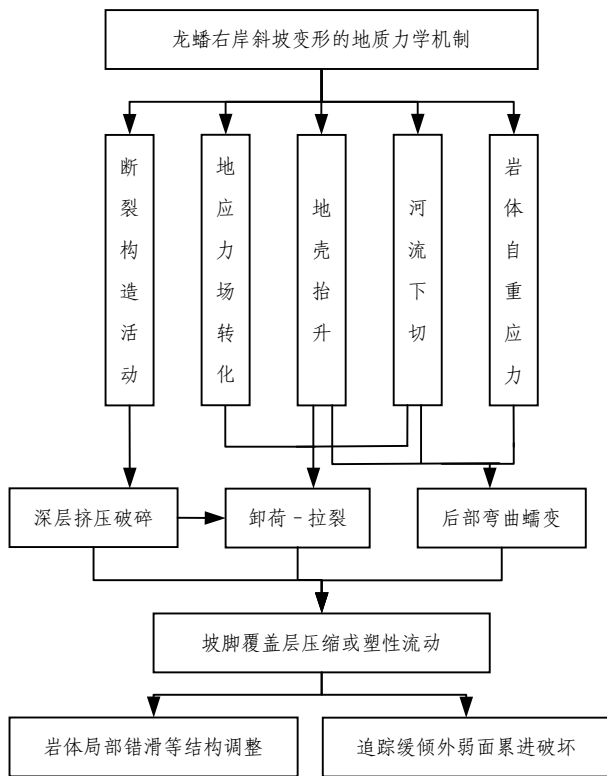 龙蟠右岸斜坡变形的地质力学机制
断裂构造活动
地应力场转化
地壳抬升
河流下切
岩体自重应力
深层挤压破碎
卸荷-拉裂
后部弯曲蠕变
坡脚覆盖层压缩或塑性流动
岩体局部错滑等结构调整
追踪缓倾外弱面累进破坏